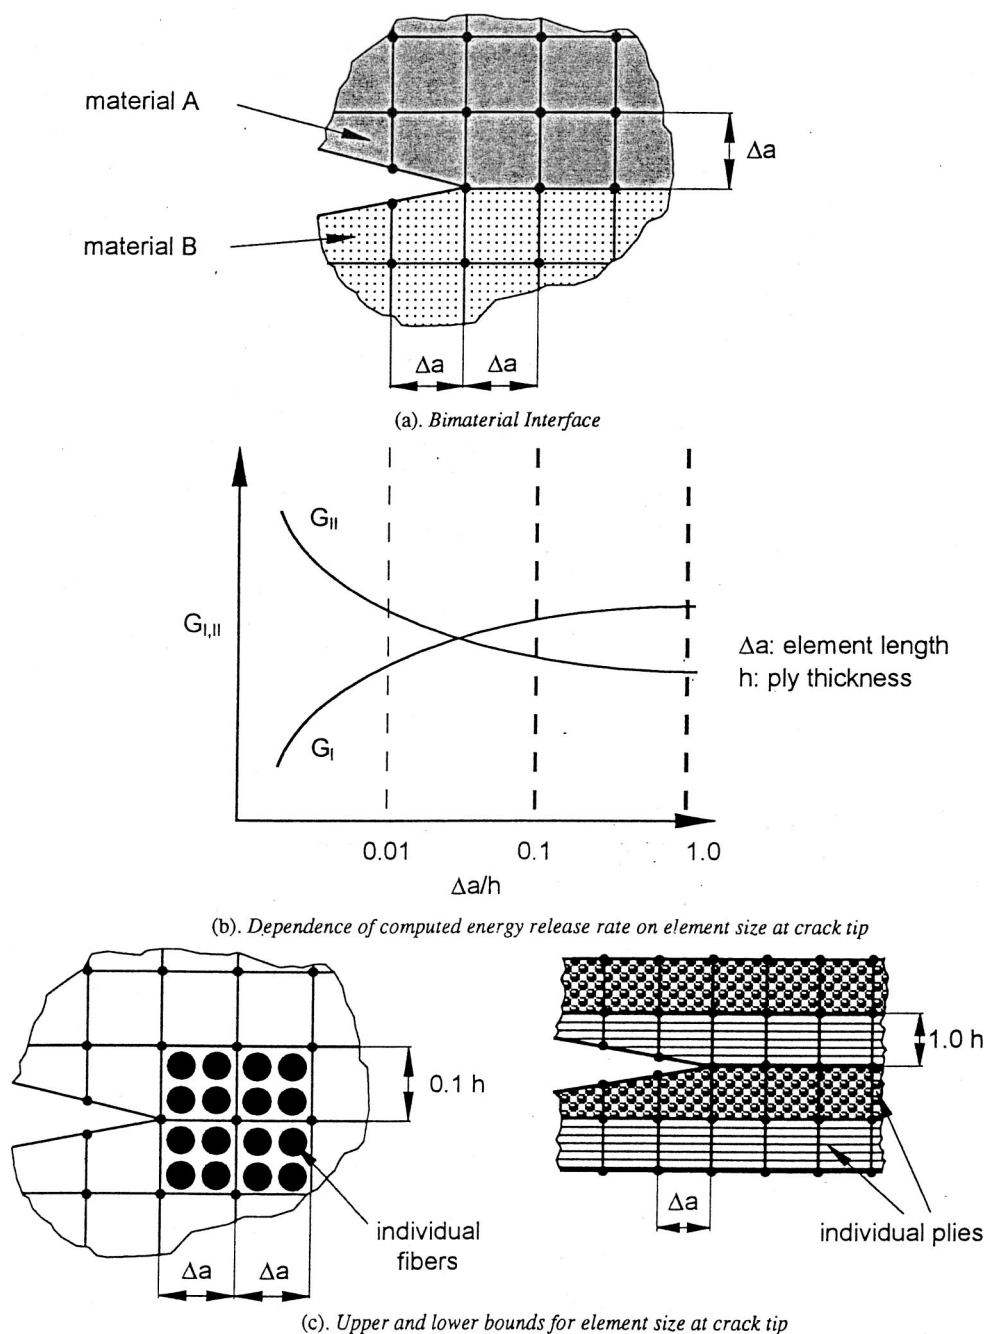 material A
Δa
material B
Δa
Δa
(a). Bimaterial Interface
G_II
G_I,II
Δa: element length
h: ply thickness
G_I
0.01
0.1
1.0
Δa/h
(b). Dependence of computed energy release rate on element size at crack tip
0.1 h
1.0 h
individual
fibers
Δa
Δa
Δa
individual plies
(c). Upper and lower bounds for element size at crack tip